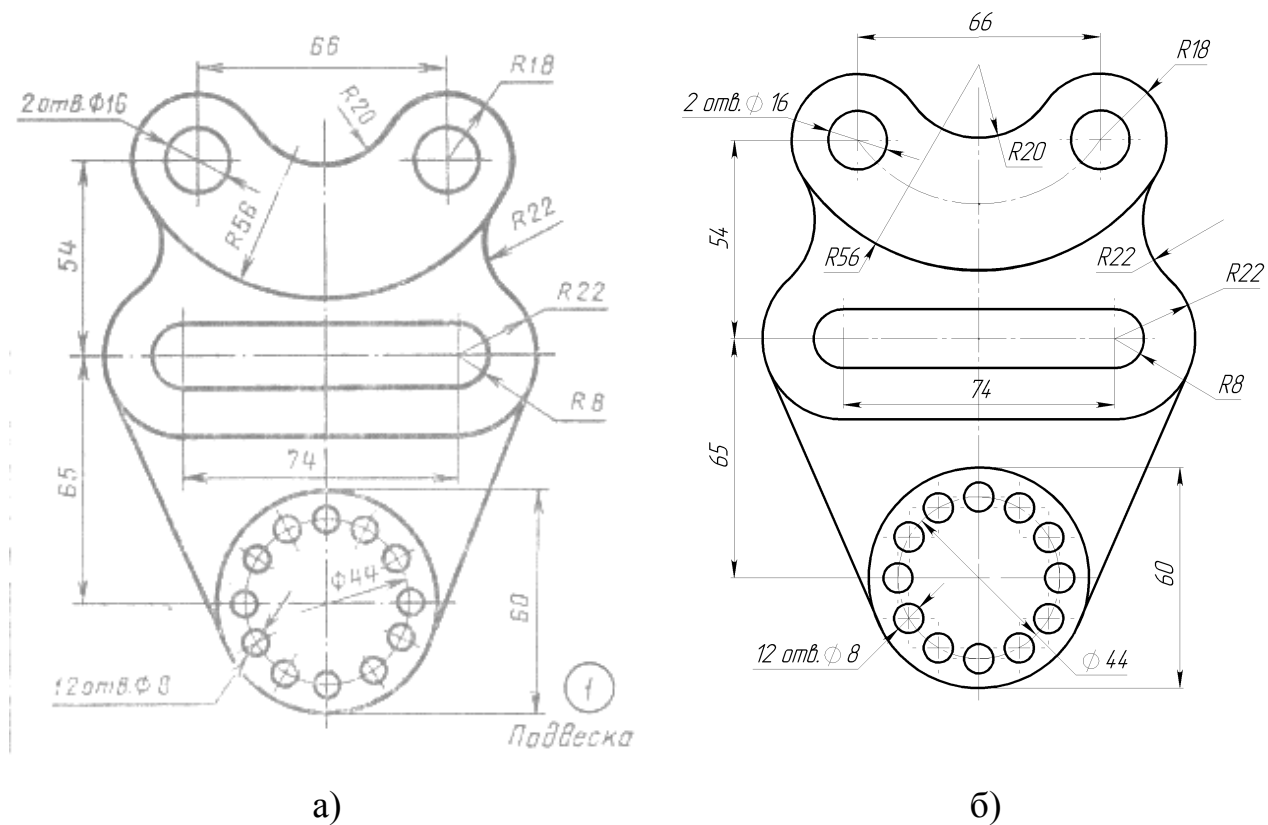 66
R18
R20
2 отв. Ф16
R56
R22
54
R22
R8
74
65
Ф44
60
12 отв. Ф8
1
Подвеска
а)
66
R18
2 отв. ∅ 16
R20
54
R56
R22
R22
74
R8
65
60
12 отв. ∅ 8
∅ 44
б)